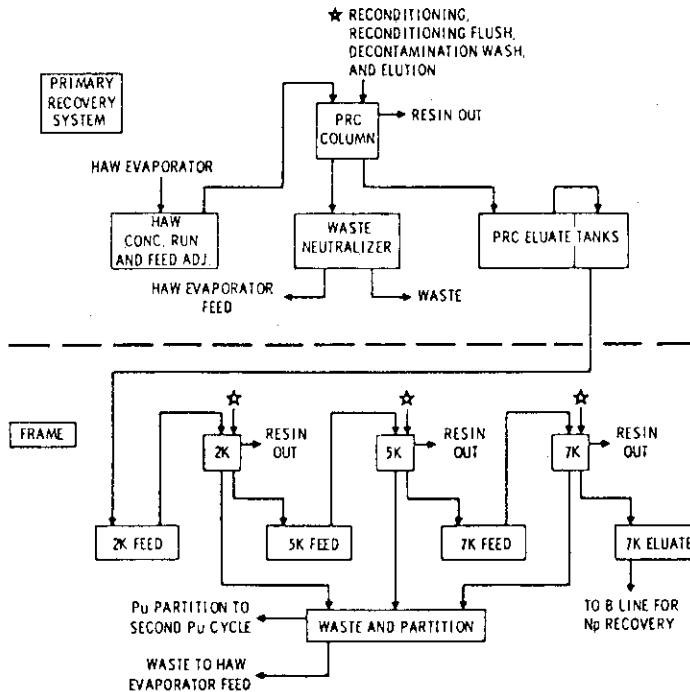 ☆ RECONDITIONING,
RECONDITIONING FLUSH,
DECONTAMINATION WASH,
AND ELUTION
PRIMARY
RECOVERY
SYSTEM
PRC
COLUMN
RESIN OUT
HAW EVAPORATOR
HAW
CONC, RUN
AND FEED ADJ.
WASTE
NEUTRALIZER
PRC ELUATE TANKS
HAW EVAPORATOR
FEED
WASTE
FRAME
☆
☆
☆
2K
RESIN
OUT
5K
RESIN
OUT
7K
RESIN
OUT
2K FEED
5K FEED
7K FEED
7K ELUATE
Pu PARTITION TO
SECOND Pu CYCLE
WASTE AND PARTITION
TO B LINE FOR
Np RECOVERY
WASTE TO HAW
EVAPORATOR FEED